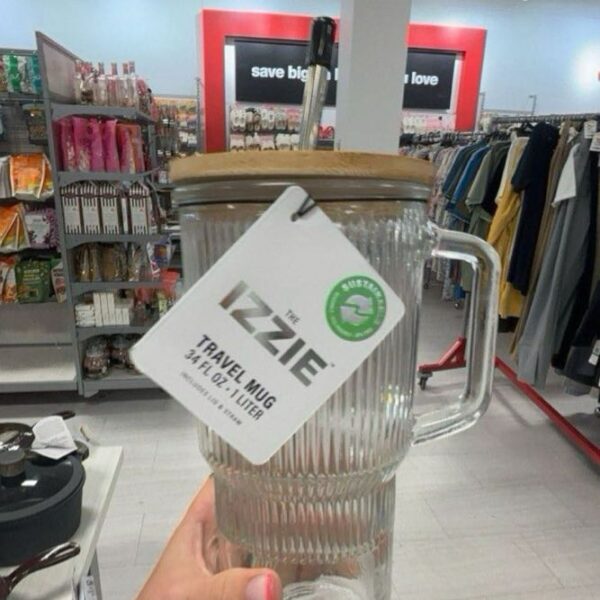 save big
love
THE
IZZIE
TRAVEL MUG
34 FL OZ • 1 LITER
INCLUDES LID & STRAW
SUSTAINABLE